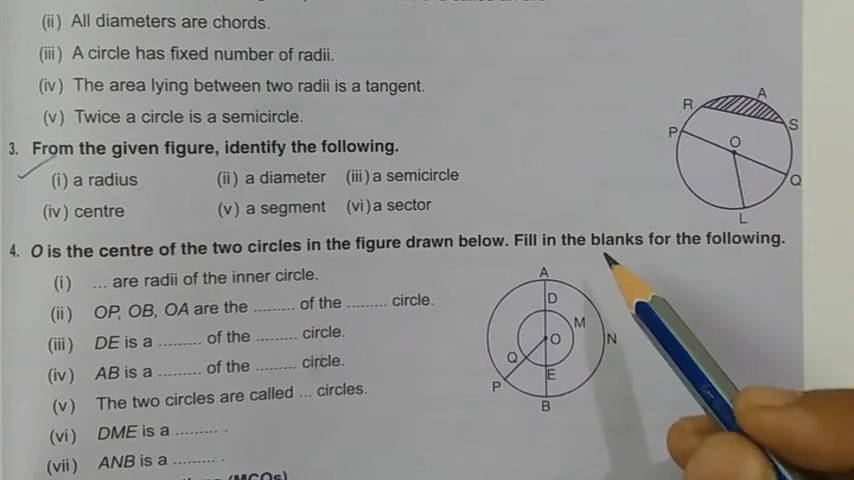 (ii) All diameters are chords.
(iii) A circle has fixed number of radii.
(iv) The area lying between two radii is a tangent.
(v) Twice a circle is a semicircle.
3. From the given figure, identify the following.
(i) a radius (ii) a diameter (iii) a semicircle
(iv) centre (v) a segment (vi) a sector
R A S P O Q L
4. O is the centre of the two circles in the figure drawn below. Fill in the blanks for the following.
(i) ... are radii of the inner circle.
(ii) OP, OB, OA are the ......... of the ......... circle.
(iii) DE is a ......... of the ......... circle.
(iv) AB is a ......... of the ......... circle.
(v) The two circles are called ... circles.
(vi) DME is a ......... .
(vii) ANB is a ......... .
A D M O N Q E P B
(MCQs)